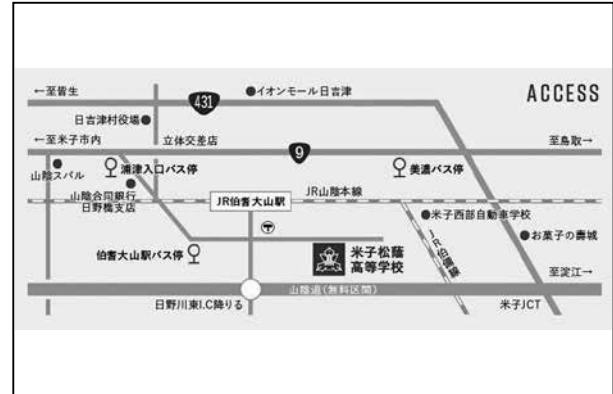 ←至皆生
431
●イオンモール日吉津
ACCESS
日吉津村役場●
←至米子市内
立体交差店
9
至鳥取→
山陰スバル
浦津入口バス停
美濃バス停
山陰合同銀行
日野橋支店
JR伯耆大山駅
JR山陰本線
●米子西部自動車学校
〒
●お菓子の壽城
伯耆大山駅バス停
米子松蔭
高等学校
JR伯備線
至淀江→
山陰道(無料区間)
日野川東I.C降りる
米子JCT